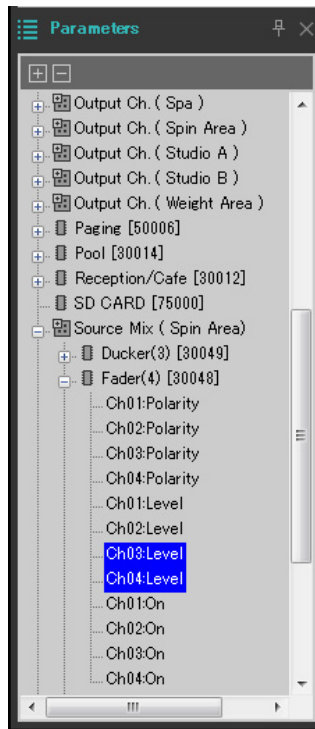 Parameters
Output Ch. ( Spa )
Output Ch. ( Spin Area )
Output Ch. ( Studio A )
Output Ch. ( Studio B )
Output Ch. ( Weight Area )
Paging [50006]
Pool [30014]
Reception/Cafe [30012]
SD CARD [75000]
Source Mix ( Spin Area)
Ducker(3) [30049]
Fader(4) [30048]
Ch01:Polarity
Ch02:Polarity
Ch03:Polarity
Ch04:Polarity
Ch01:Level
Ch02:Level
Ch03:Level
Ch04:Level
Ch01:On
Ch02:On
Ch03:On
Ch04:On